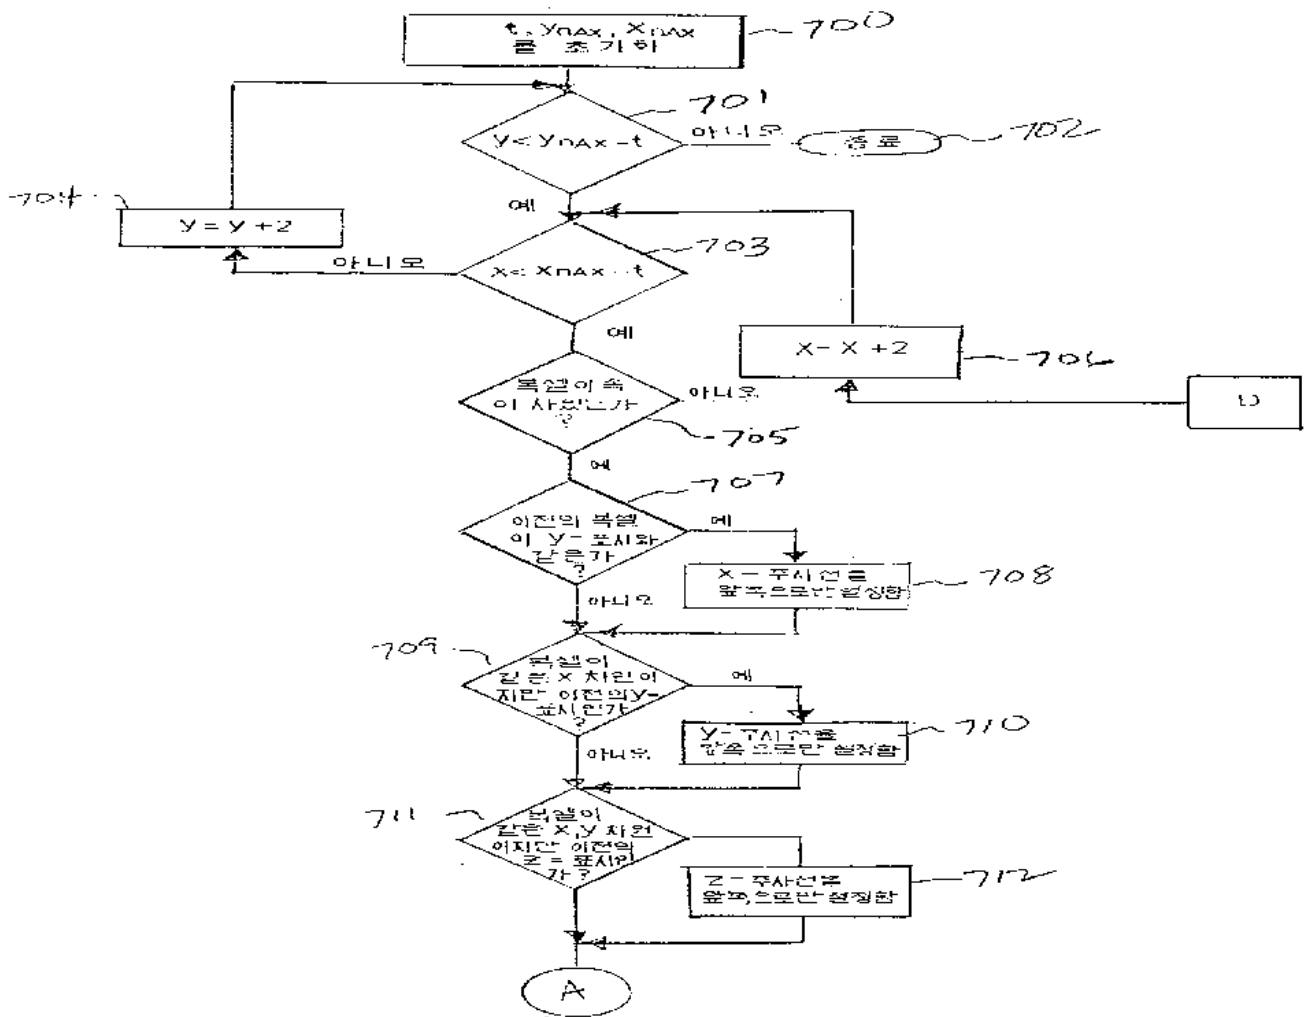 t, YMAX, XMAX
를 초기화
700
701
Y< YMAX -t
아니오
종료
702
예
704
Y= Y +2
703
X< XMAX -t
아니오
예
X- X +2
706
복셀이 속
이
?
아니오
705
D
예
707
이전의 복셀
이 Y- 표시와
같은가
?
예
X- 주사선을
앞쪽으로만 설정함
708
아니오
709
복셀이
같은 X 차원이
지만 이전의 Y-
표시인가
?
예
Y- 주사선을
앞쪽으로만 설정함
710
아니오
711
복셀이
같은 X,Y 차원
이지만 이전의
Z = 표시인
가 ?
Z- 주사선을
앞쪽으로만 설정함
712
A